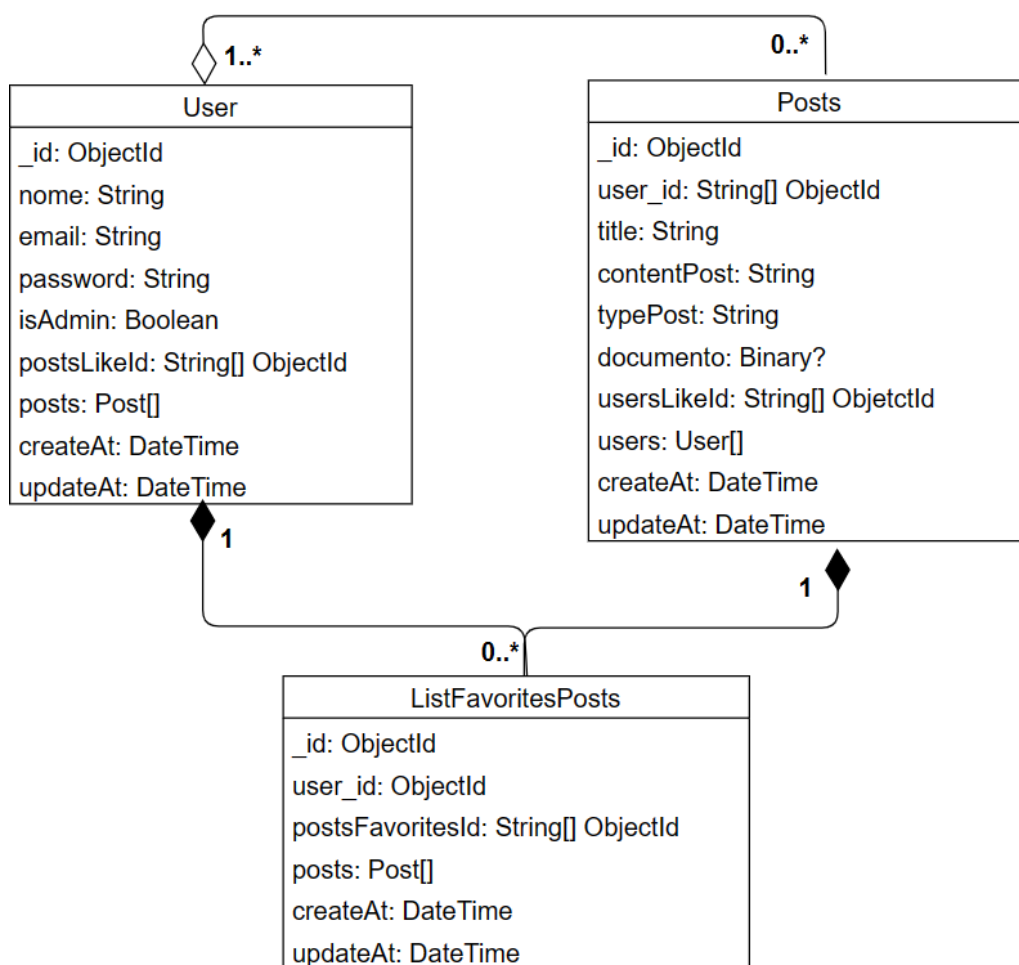 1..*
0..*
User
_id: ObjectId
nome: String
email: String
password: String
isAdmin: Boolean
postsLikeId: String[] ObjectId
posts: Post[]
createAt: DateTime
updateAt: DateTime
1
Posts
_id: ObjectId
user_id: String[] ObjectId
title: String
contentPost: String
typePost: String
documento: Binary?
usersLikeId: String[] ObjetctId
users: User[]
createAt: DateTime
updateAt: DateTime
1
0..*
ListFavoritesPosts
_id: ObjectId
user_id: ObjectId
postsFavoritesId: String[] ObjectId
posts: Post[]
createAt: DateTime
updateAt: DateTime